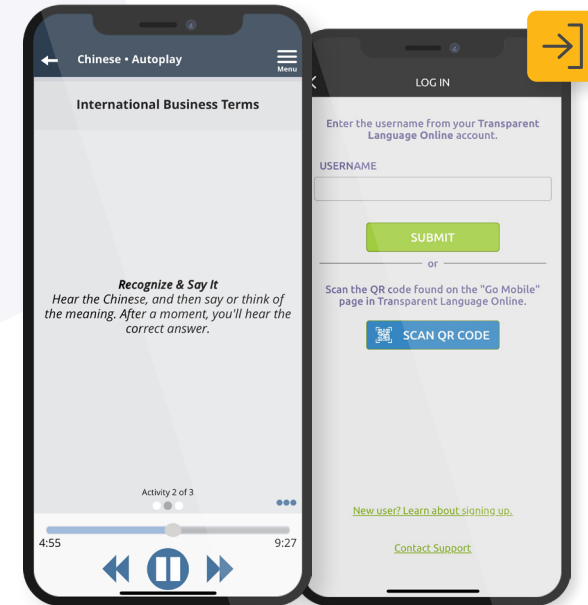 Chinese • Autoplay
Menu
International Business Terms
Recognize & Say It
Hear the Chinese, and then say or think of
the meaning. After a moment, you'll hear the
correct answer.
Activity 2 of 3
4:55
9:27
LOG IN
Enter the username from your Transparent
Language Online account.
USERNAME
SUBMIT
or
Scan the QR code found on the "Go Mobile"
page in Transparent Language Online.
SCAN QR CODE
New user? Learn about signing up.
Contact Support